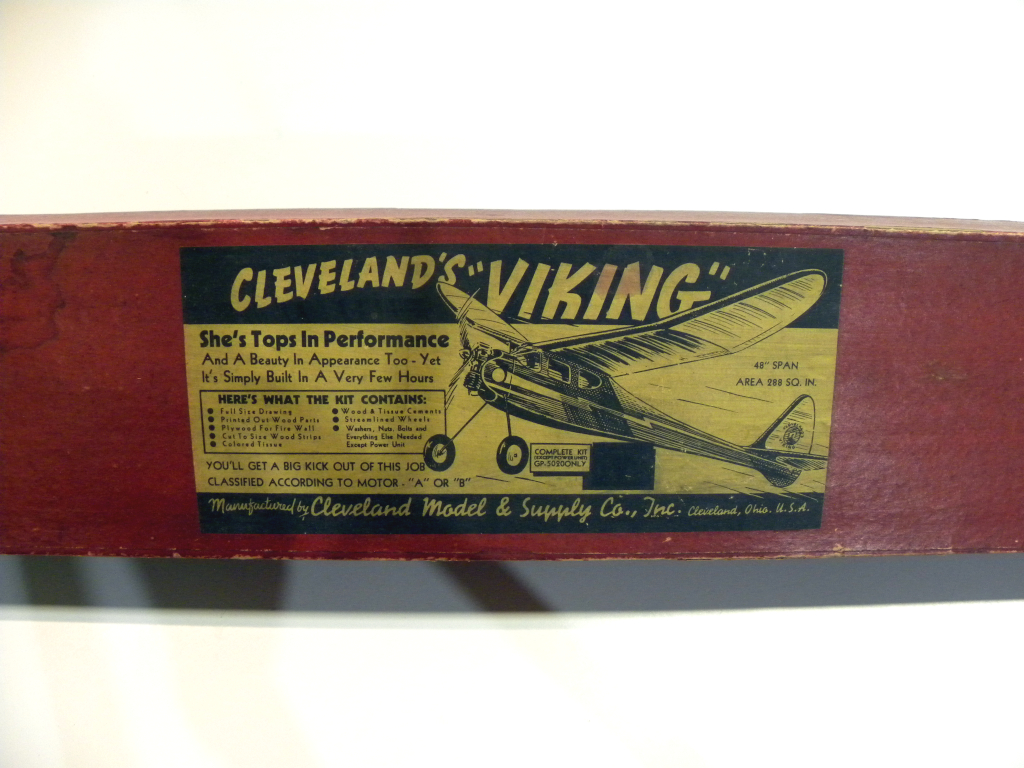 CLEVELAND'S "VIKING"
She's Tops In Performance
And A Beauty In Appearance Too - Yet
It's Simply Built In A Very Few Hours
48" SPAN
AREA 288 SQ. IN.
HERE'S WHAT THE KIT CONTAINS:
● Full Size Drawing
● Printed Out Wood Parts
● Plywood For Fire Wall
● Cut To Size Wood Strips
● Colored Tissue
● Wood & Tissue Cements
● Streamlined Wheels
● Washers, Nuts, Bolts and
Everything Else Needed
Except Power Unit
COMPLETE KIT
(EXCEPT POWER UNIT)
GP-5020 ONLY
YOU'LL GET A BIG KICK OUT OF THIS JOB
CLASSIFIED ACCORDING TO MOTOR - "A" OR "B"
Manufactured by Cleveland Model & Supply Co., Inc. Cleveland, Ohio. U.S.A.